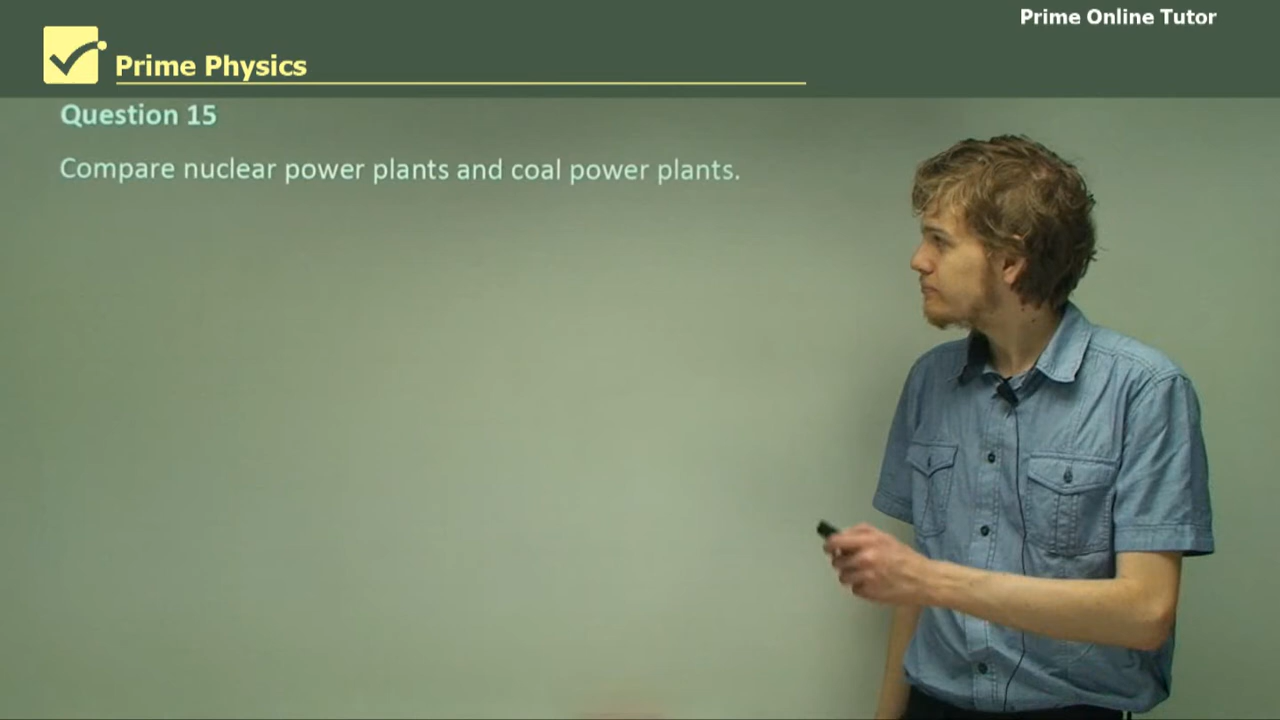 Prime Online Tutor
Prime Physics
Question 15
Compare nuclear power plants and coal power plants.